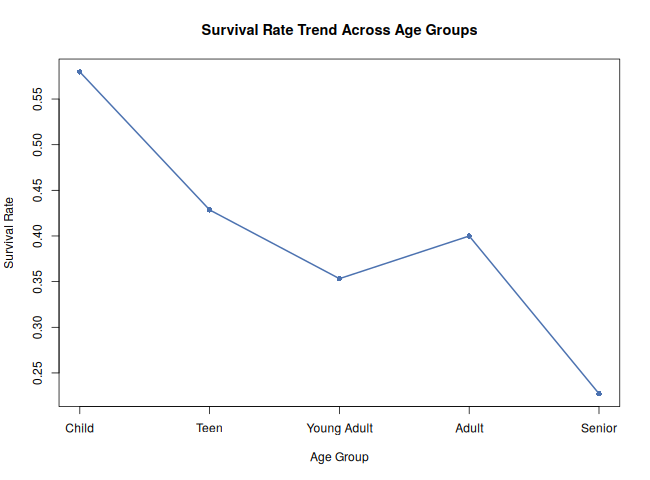 Survival Rate Trend Across Age Groups
Survival Rate
0.55
0.50
0.45
0.40
0.35
0.30
0.25
Child Teen Young Adult Adult Senior
Age Group